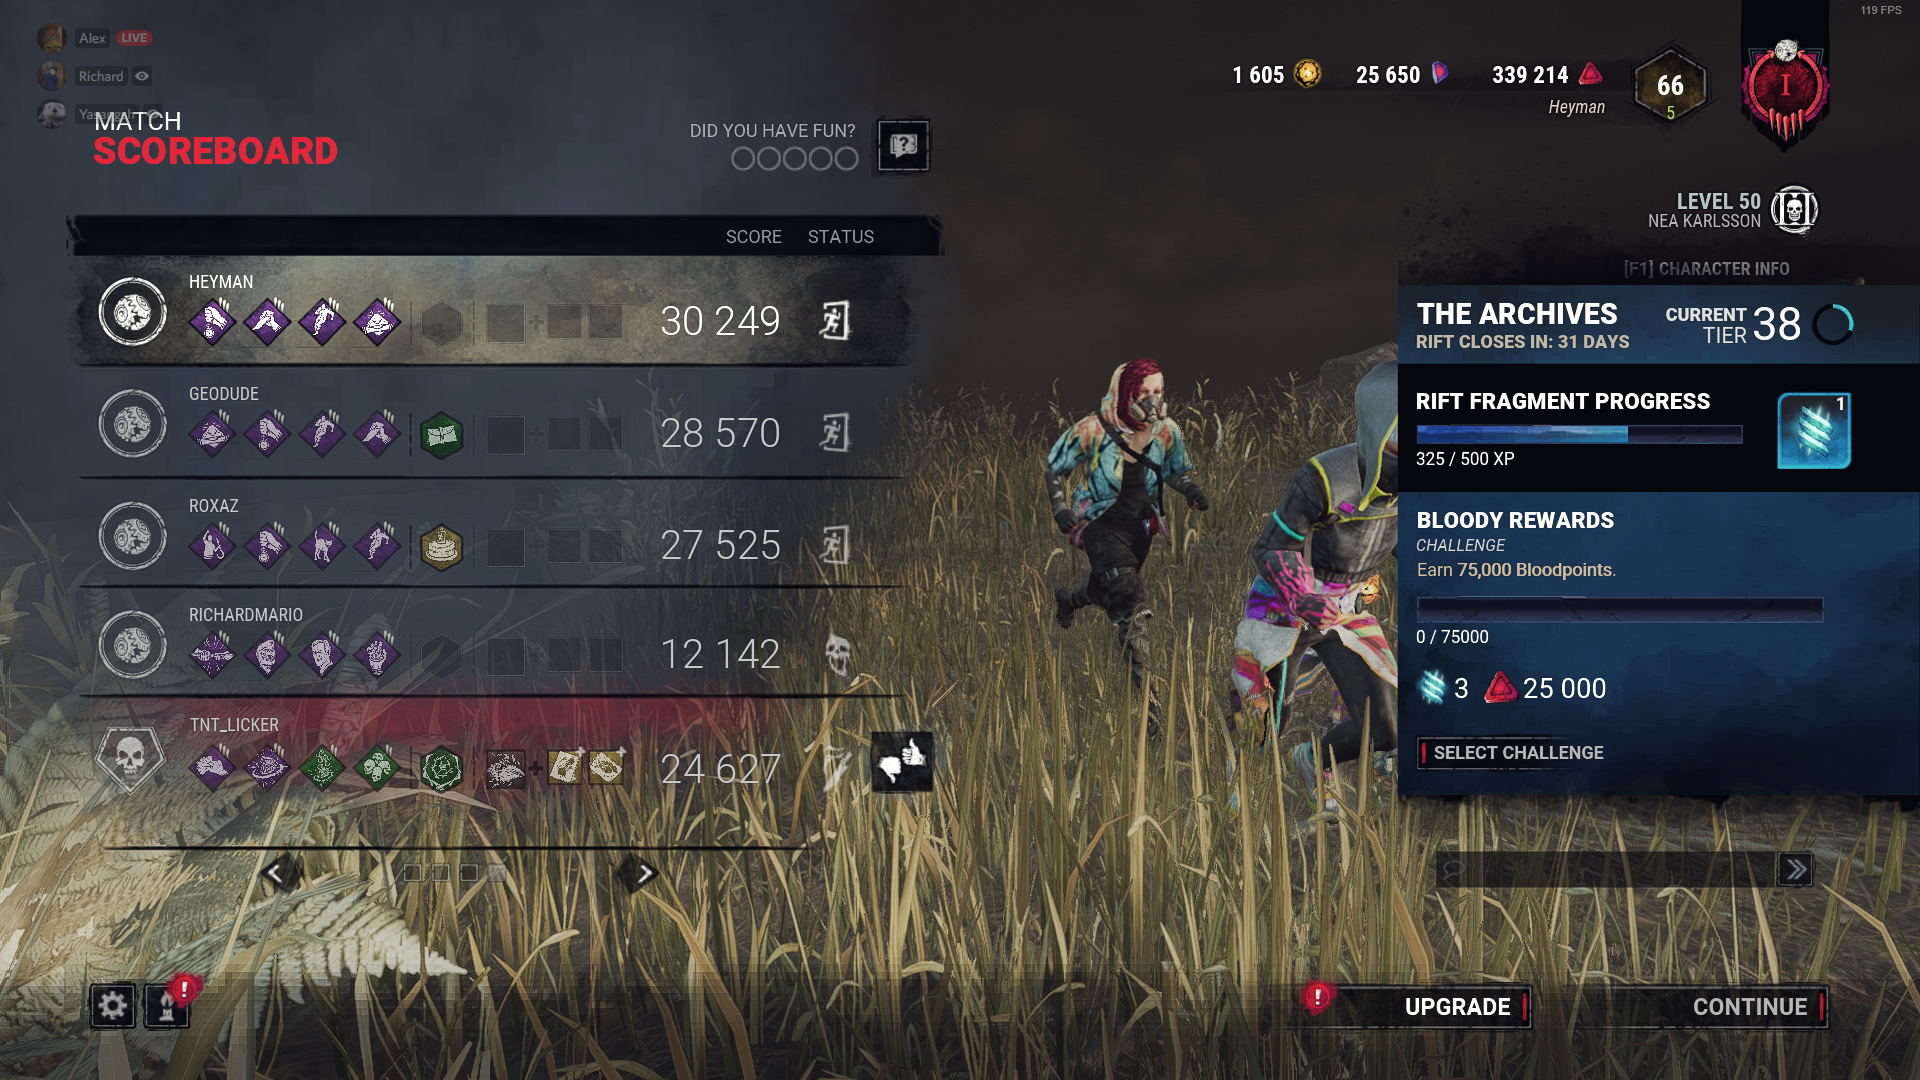 119 FPS
Alex LIVE
Richard
1 605 25 650 339 214
Heyman
66
5
I
MATCH
SCOREBOARD
DID YOU HAVE FUN?
LEVEL 50
NEA KARLSSON
[F1] CHARACTER INFO
SCORE STATUS
HEYMAN
30 249
GEODUDE
28 570
ROXAZ
27 525
RICHARDMARIO
12 142
TNT_LICKER
24 627
THE ARCHIVES
RIFT CLOSES IN: 31 DAYS
CURRENT
TIER 38
RIFT FRAGMENT PROGRESS
1
325 / 500 XP
BLOODY REWARDS
CHALLENGE
Earn 75,000 Bloodpoints.
0 / 75000
3 25 000
SELECT CHALLENGE
! ! UPGRADE
CONTINUE